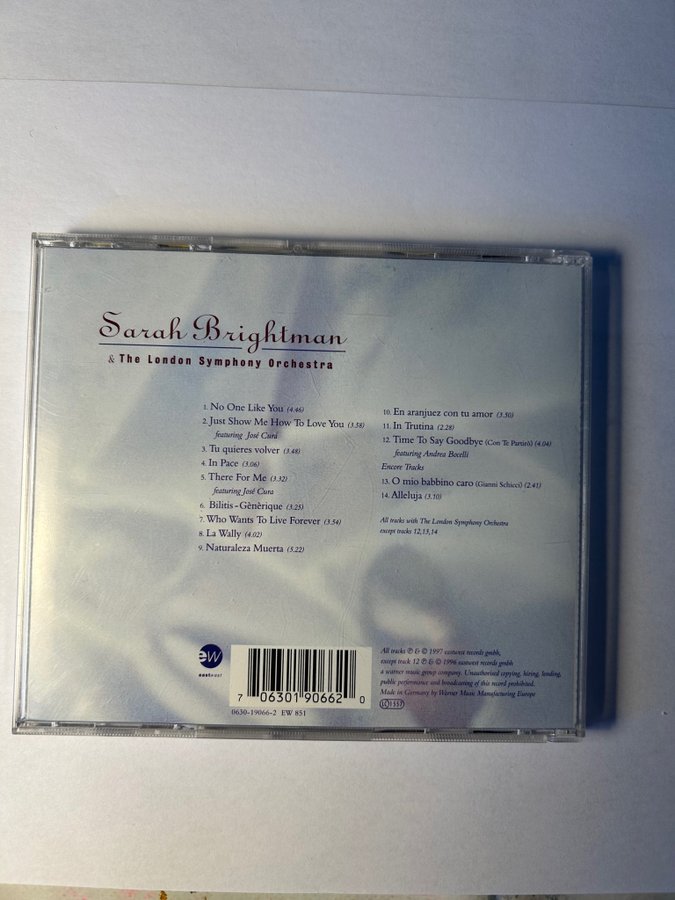 Sarah Brightman
& The London Symphony Orchestra
1. No One Like You (4.46)
2. Just Show Me How To Love You (3.58)
featuring José Cura
3. Tu quieres volver (3.48)
4. In Pace (3.06)
5. There For Me (3.32)
featuring José Cura
6. Bilitis-Gènèrique (3.25)
7. Who Wants To Live Forever (3.54)
8. La Wally (4.02)
9. Naturaleza Muerta (5.22)
10. En aranjuez con tu amor (3.50)
11. In Trutina (2.28)
12. Time To Say Goodbye (Con Te Partirò) (4.04)
featuring Andrea Bocelli
Encore Tracks
13. O mio babbino caro (Gianni Schicci) (2.41)
14. Alleluja (3.10)
All tracks with The London Symphony Orchestra
except tracks 12,13,14
ew
eastwest
7 06301 90662 0
0630-19066-2 EW 851
All tracks ℗ & © 1997 eastwest records gmbh,
except track 12 ℗ & © 1996 eastwest records gmbh
a warner music group company. Unauthorised copying, hiring, lending,
public performance and broadcasting of this record prohibited.
Made in Germany by Warner Music Manufacturing Europe
LC 1557